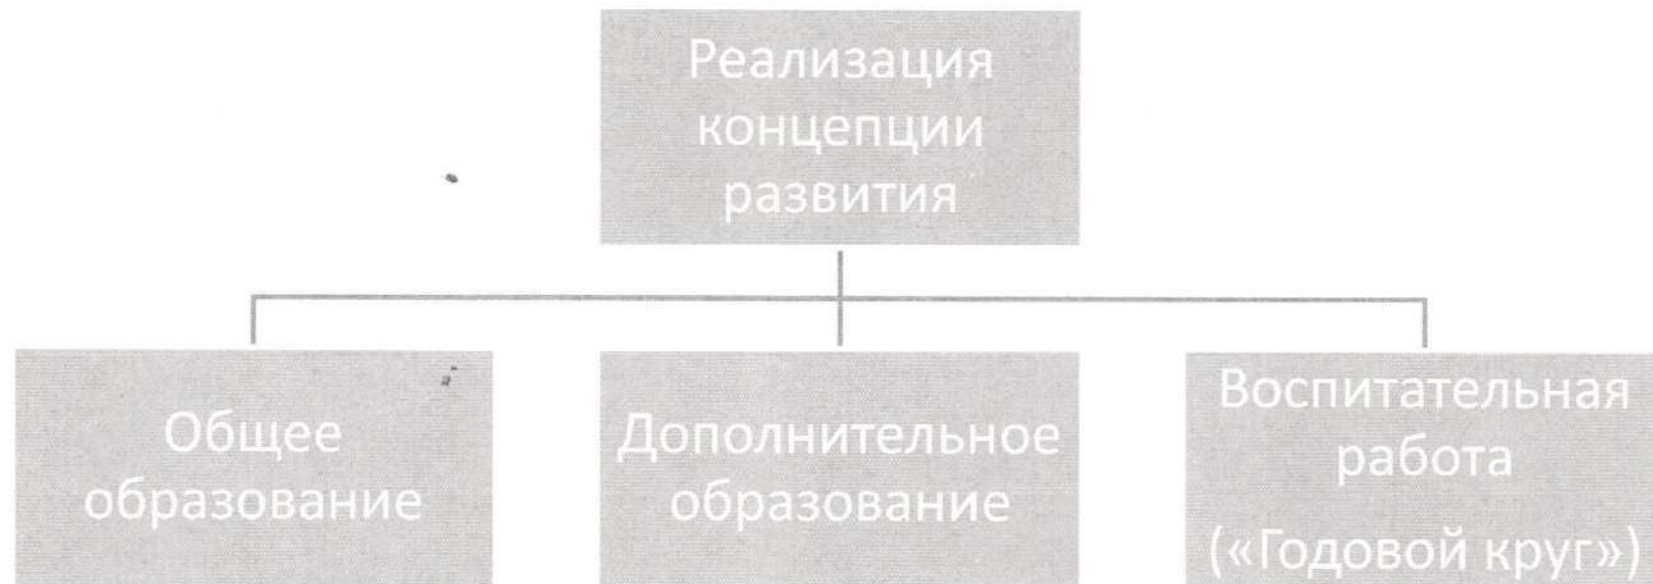 Реализация
концепции
развития
Общее
образование
Дополнительное
образование
Воспитательная
работа
(«Годовой круг»)